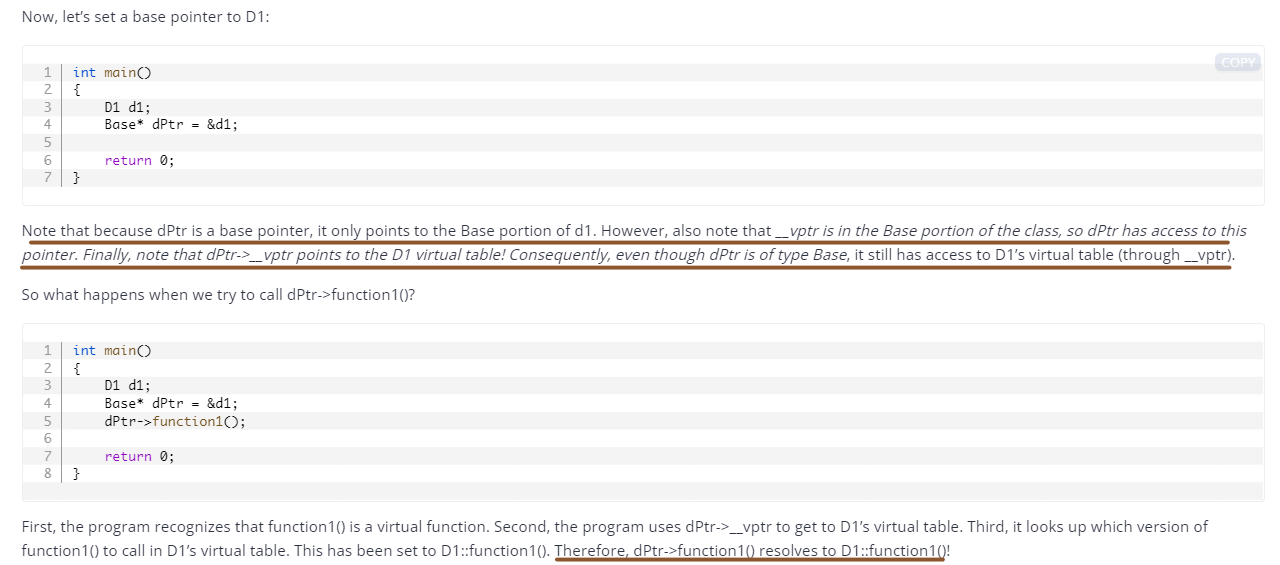 Now, let’s set a base pointer to D1:
COPY
1 int main()
2 {
3     D1 d1;
4     Base* dPtr = &d1;
5
6     return 0;
7 }
Note that because dPtr is a base pointer, it only points to the Base portion of d1. However, also note that __vptr is in the Base portion of the class, so dPtr has access to this
pointer. Finally, note that dPtr->__vptr points to the D1 virtual table! Consequently, even though dPtr is of type Base, it still has access to D1’s virtual table (through __vptr).
So what happens when we try to call dPtr->function1()?
1 int main()
2 {
3     D1 d1;
4     Base* dPtr = &d1;
5     dPtr->function1();
6
7     return 0;
8 }
First, the program recognizes that function1() is a virtual function. Second, the program uses dPtr->__vptr to get to D1’s virtual table. Third, it looks up which version of
function1() to call in D1’s virtual table. This has been set to D1::function1(). Therefore, dPtr->function1() resolves to D1::function1()!